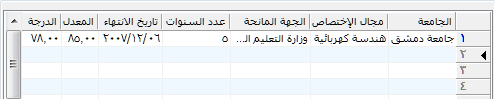 الجامعة مجال الإختصاص الجهة المانحة عدد السنوات تاريخ الانتهاء المعدل الدرجة
١ جامعة دمشق هندسة كهربائية وزارة التعليم الـ... ٥ ٢٠٠٧/١٢/٠٦ ٨٥,٠٠ ٧٨,٠٠
٢
٣
٤